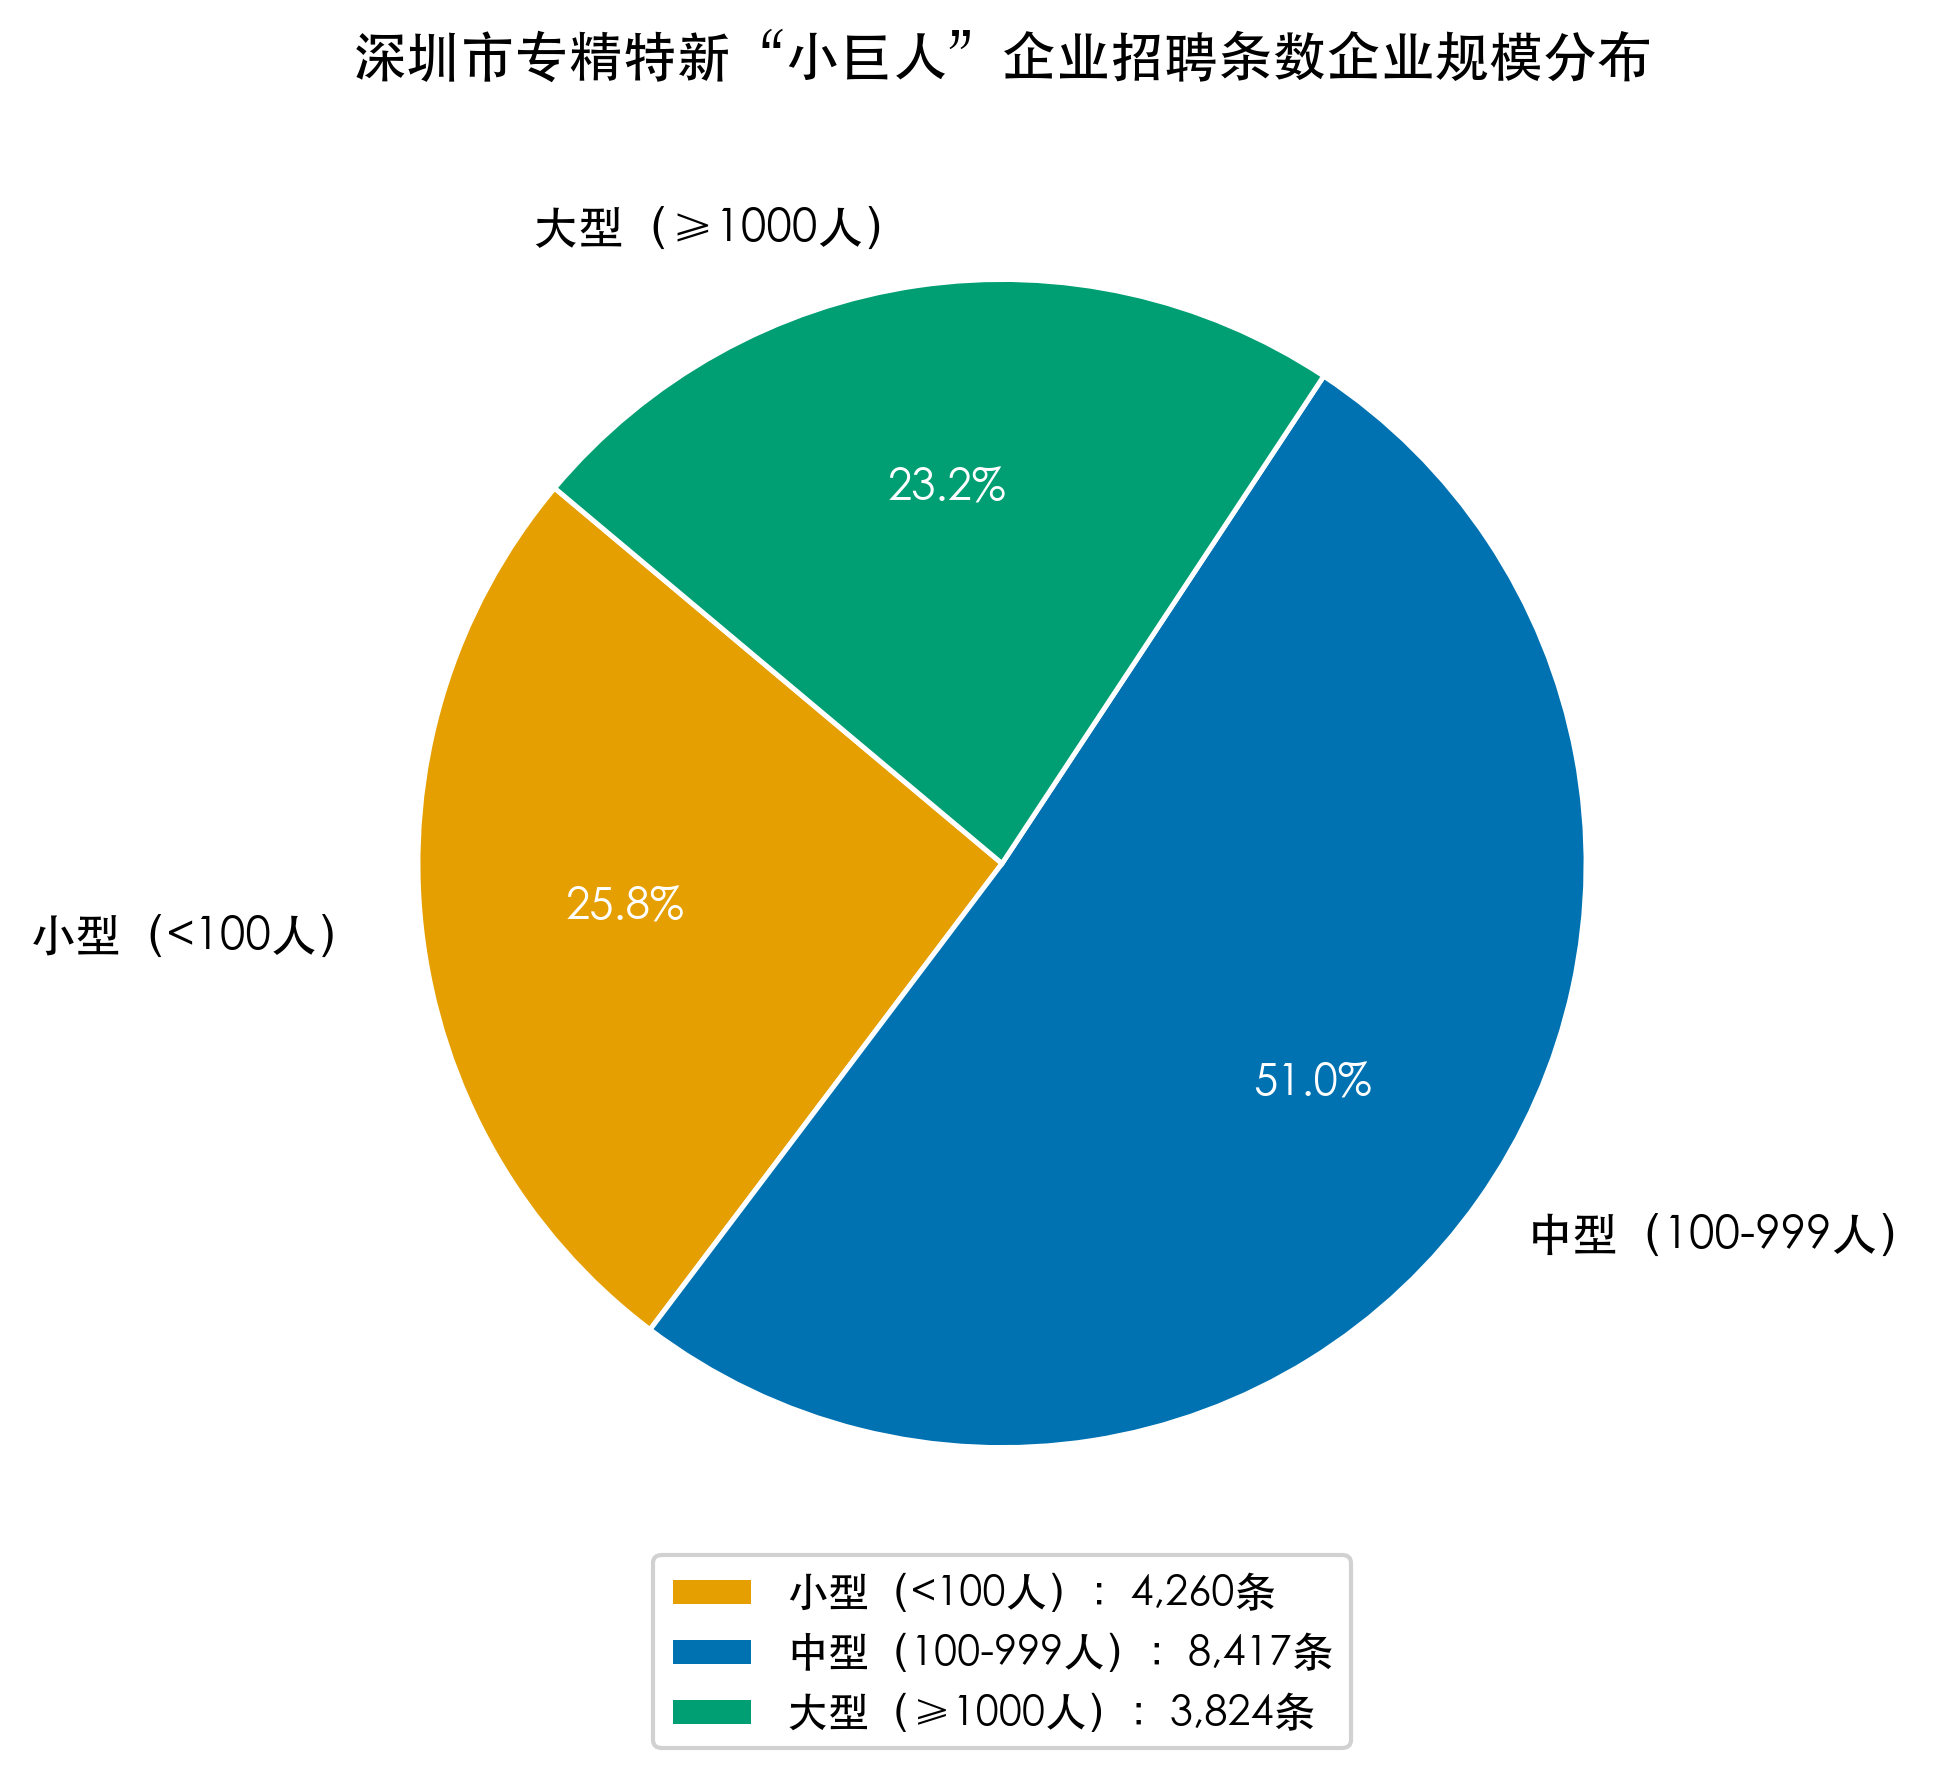 深圳市专精特新“小巨人”企业招聘条数企业规模分布
大型（≥1000人）
23.2%
25.8%
小型（<100人）
51.0%
中型（100-999人）
小型（<100人）：4,260条
中型（100-999人）：8,417条
大型（≥1000人）：3,824条